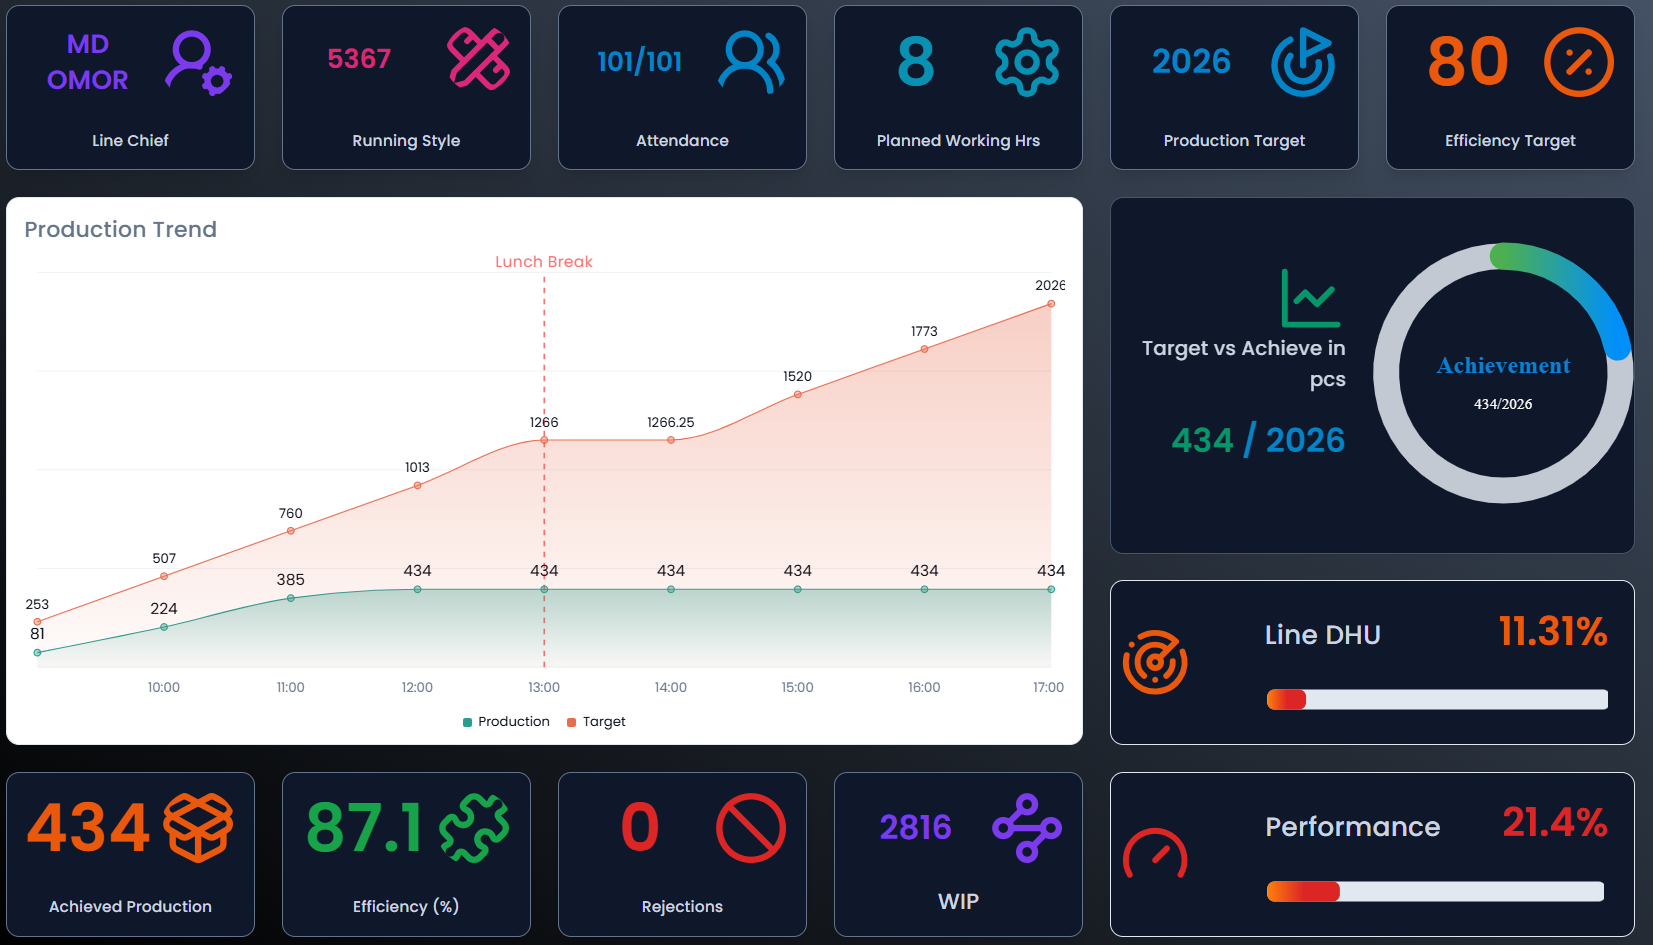 MD
OMOR
Line Chief
5367
Running Style
101/101
Attendance
8
Planned Working Hrs
2026
Production Target
80
Efficiency Target
Production Trend
Lunch Break
2026
1773
1520
1266
1266.25
1013
760
507
253
81
224
385
434
434
434
434
434
434
10:00
11:00
12:00
13:00
14:00
15:00
16:00
17:00
Production
Target
Target vs Achieve in
pcs
434 / 2026
Achievement
434/2026
Line DHU
11.31%
434
Achieved Production
87.1
Efficiency (%)
0
Rejections
2816
WIP
Performance
21.4%